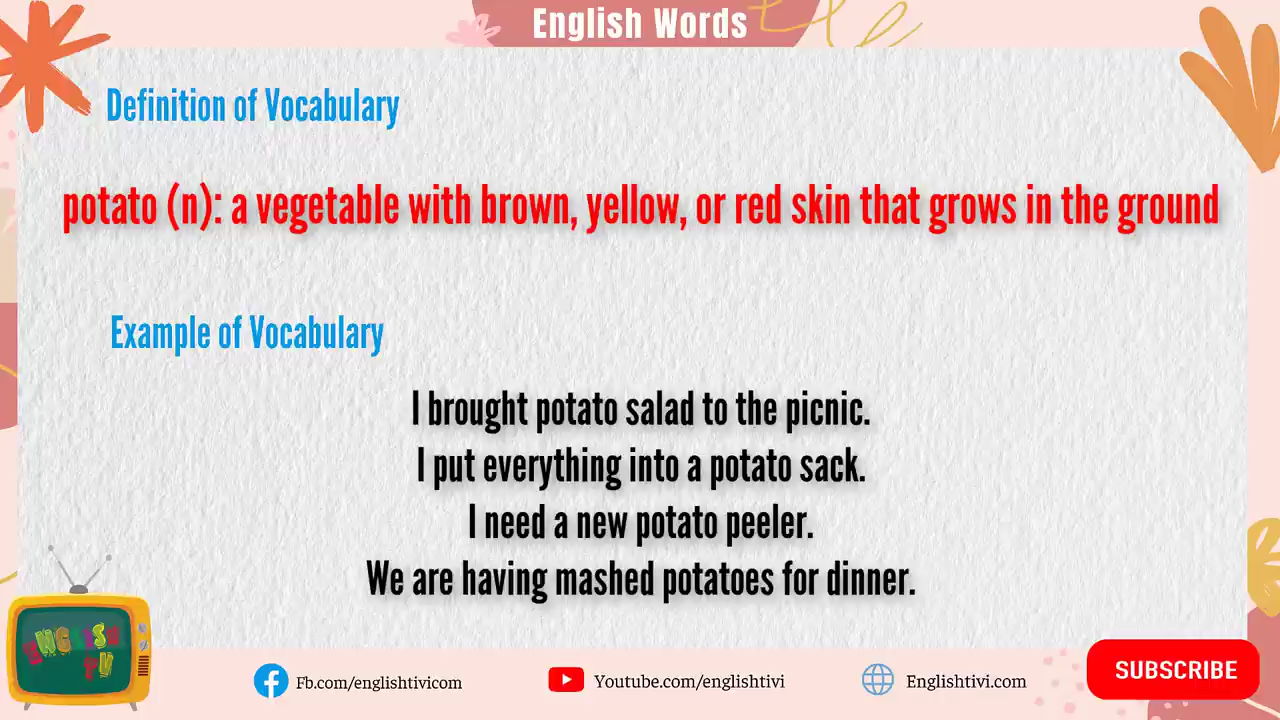 English Words
Definition of Vocabulary
potato (n): a vegetable with brown, yellow, or red skin that grows in the ground
Example of Vocabulary
I brought potato salad to the picnic.
I put everything into a potato sack.
I need a new potato peeler.
We are having mashed potatoes for dinner.
ENGLISH
TV
Fb.com/englishtivicom
Youtube.com/englishtivi
Englishtivi.com
SUBSCRIBE